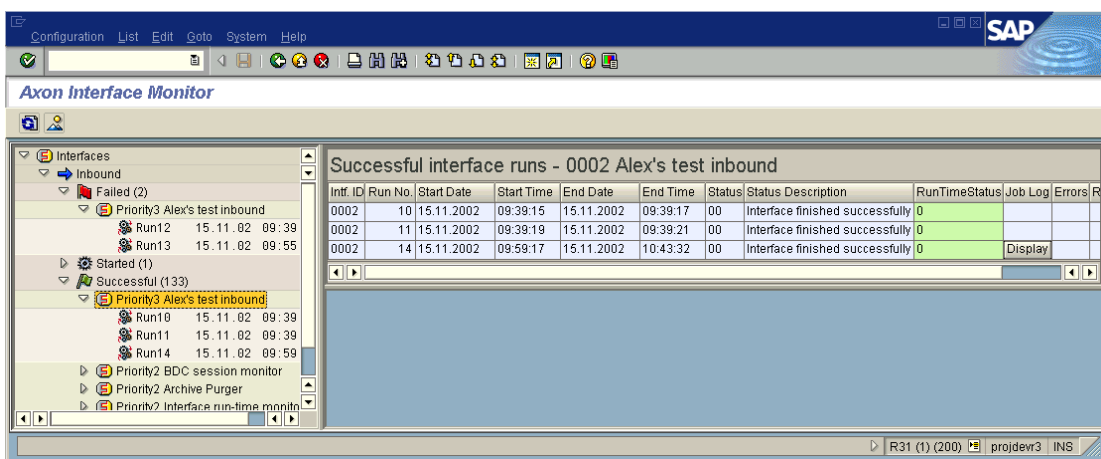 SAP
Configuration List Edit Goto System Help
Axon Interface Monitor
Interfaces
Inbound
Failed (2)
Priority3 Alex's test inbound
Run12 15.11.02 09:39
Run13 15.11.02 09:55
Started (1)
Successful (133)
Priority3 Alex's test inbound
Run10 15.11.02 09:39
Run11 15.11.02 09:39
Run14 15.11.02 09:59
Priority2 BDC session monitor
Priority2 Archive Purger
Priority2 Interface run-time monito
Successful interface runs - 0002 Alex's test inbound
Intf. ID Run No. Start Date Start Time End Date End Time Status Status Description RunTimeStatus Job Log Errors R
0002 10 15.11.2002 09:39:15 15.11.2002 09:39:17 00 Interface finished successfully 0
0002 11 15.11.2002 09:39:19 15.11.2002 09:39:21 00 Interface finished successfully 0
0002 14 15.11.2002 09:59:17 15.11.2002 10:43:32 00 Interface finished successfully 0 Display
R31 (1) (200) projdevr3 INS